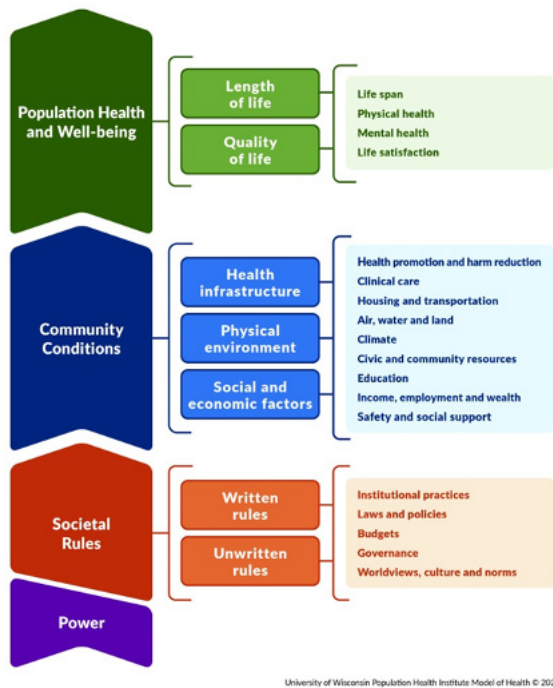 Population Health
and Well-being
Length
of life
Quality
of life
Life span
Physical health
Mental health
Life satisfaction
Community
Conditions
Health
infrastructure
Physical
environment
Social and
economic factors
Health promotion and harm reduction
Clinical care
Housing and transportation
Air, water and land
Climate
Civic and community resources
Education
Income, employment and wealth
Safety and social support
Societal
Rules
Written
rules
Unwritten
rules
Institutional practices
Laws and policies
Budgets
Governance
Worldviews, culture and norms
Power
University of Wisconsin Population Health Institute Model of Health ©